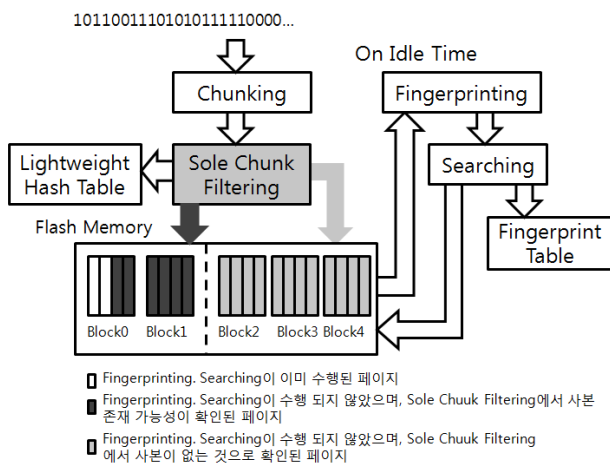 10110011101010111110000...
On Idle Time
Chunking
Fingerprinting
Lightweight
Hash Table
Sole Chunk
Filtering
Searching
Flash Memory
Fingerprint
Table
Block0
Block1
Block2
Block3
Block4
Fingerprinting. Searching이 이미 수행된 페이지
Fingerprinting. Searching이 수행 되지 않았으며, Sole Chuuk Filtering에서 사본
존재 가능성이 확인된 페이지
Fingerprinting. Searching이 수행 되지 않았으며, Sole Chuuk Filtering
에서 사본이 없는 것으로 확인된 페이지